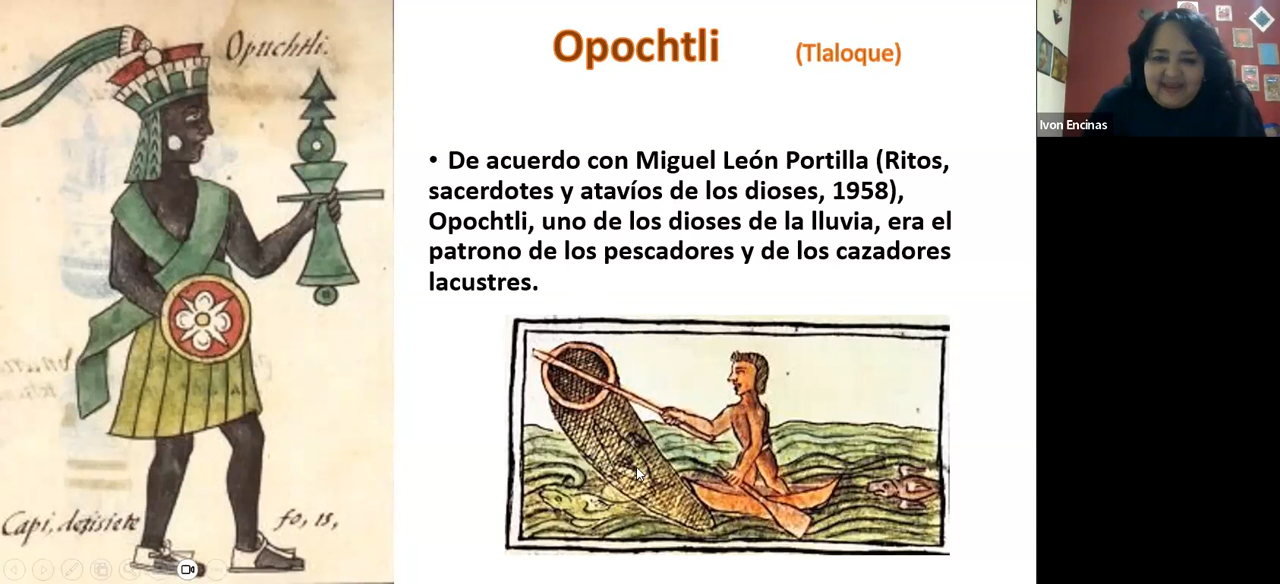 Opuchtli.
Capi, desisiete
fo, 15,
Opochtli
(Tlaloque)
• De acuerdo con Miguel León Portilla (Ritos,
sacerdotes y atavíos de los dioses, 1958),
Opochtli, uno de los dioses de la lluvia, era el
patrono de los pescadores y de los cazadores
lacustres.
Ivon Encinas